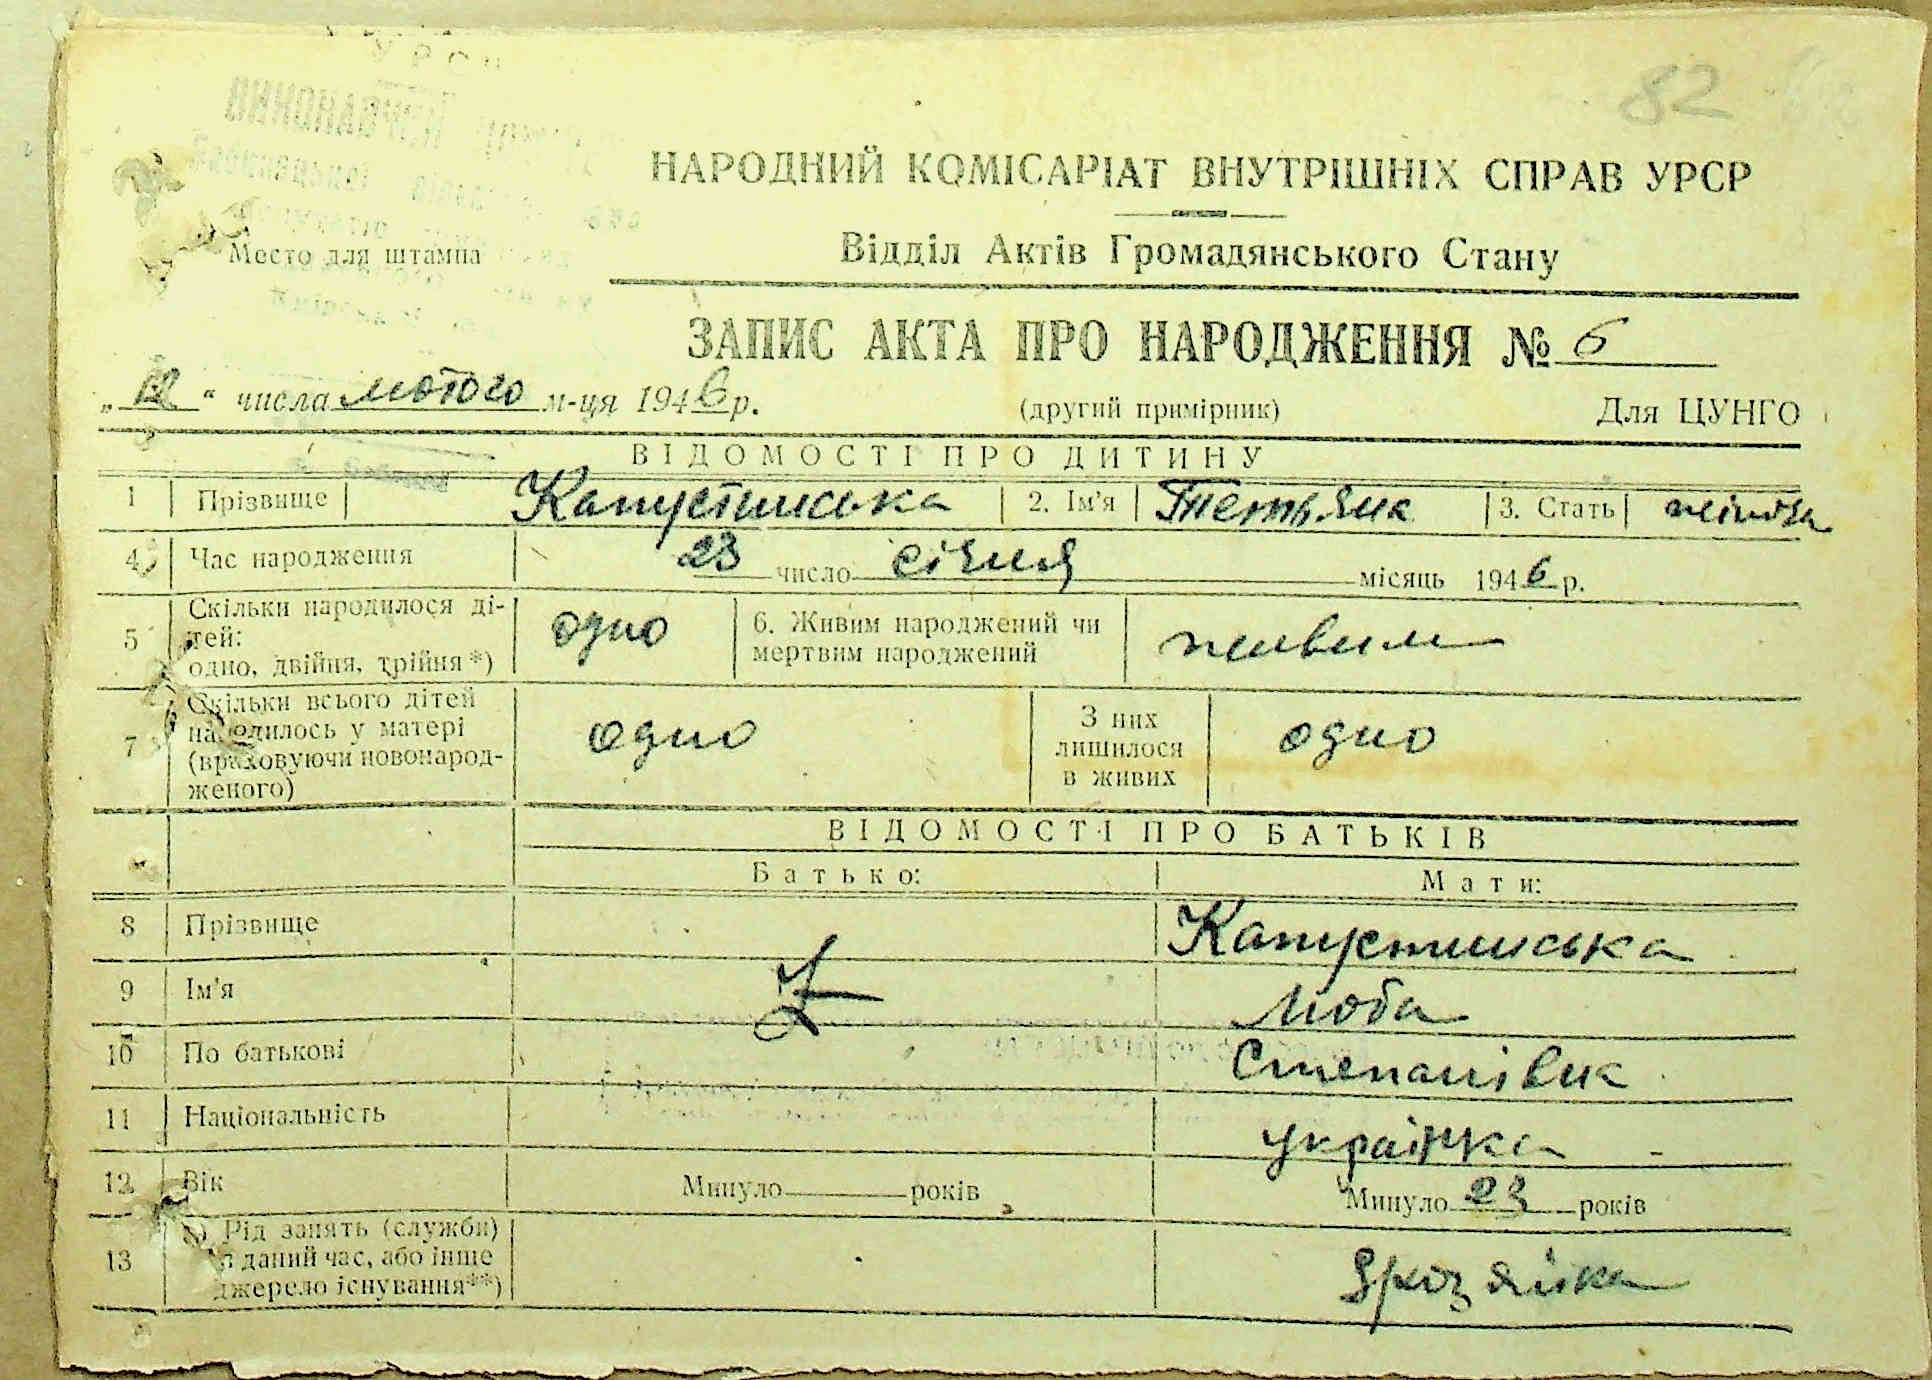 82
НАРОДНИЙ КОМІСАРІАТ ВНУТРІШНІХ СПРАВ УРСР
Відділ Актів Громадянського Стану
Место для штампа
ЗАПИС АКТА ПРО НАРОДЖЕННЯ № 6
„12“ числа лютого м-ця 1946 р. (другий примірник) Для ЦУНГО
ВІДОМОСТІ ПРО ДИТИНУ
1 Прізвище Капустинська 2. Ім'я Тетьяна 3. Стать жіноча
4 Час народження 23 число січня місяць 1946 р.
5 Скільки народилося ді-
тей:
одно, двійня, трійня*) одно 6. Живим народжений чи
мертвим народжений живим
7 Скільки всього дітей
народилось у матері
(враховуючи новонарод-
женого) одно З них
лишилося
в живих одно
ВІДОМОСТІ ПРО БАТЬКІВ
Батько: Мати:
8 Прізвище Капустинська
9 Ім'я Люба
10 По батькові Степанівна
11 Національність українка
12 Вік Минуло років Минуло 23 років
13 Рід занять (служби)
в даний час, або інше
джерело існування**)